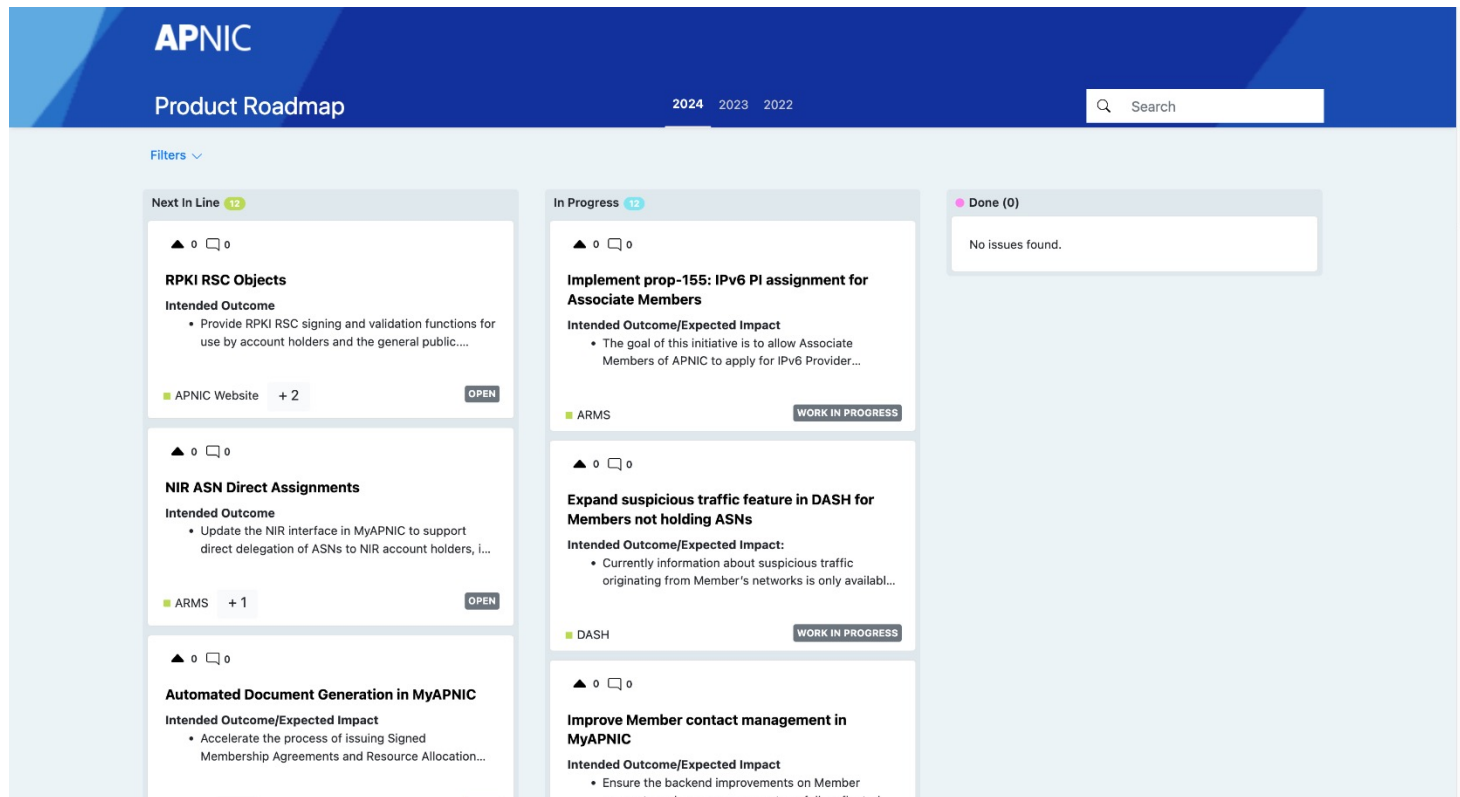 APNIC
Product Roadmap
2024 2023 2022
Search
Filters
Next In Line 12
0 0
RPKI RSC Objects
Intended Outcome
• Provide RPKI RSC signing and validation functions for
use by account holders and the general public....
APNIC Website + 2 OPEN
0 0
NIR ASN Direct Assignments
Intended Outcome
• Update the NIR interface in MyAPNIC to support
direct delegation of ASNs to NIR account holders, i...
ARMS + 1 OPEN
0 0
Automated Document Generation in MyAPNIC
Intended Outcome/Expected Impact
• Accelerate the process of issuing Signed
Membership Agreements and Resource Allocation...
In Progress 12
0 0
Implement prop-155: IPv6 PI assignment for
Associate Members
Intended Outcome/Expected Impact
• The goal of this initiative is to allow Associate
Members of APNIC to apply for IPv6 Provider...
ARMS WORK IN PROGRESS
0 0
Expand suspicious traffic feature in DASH for
Members not holding ASNs
Intended Outcome/Expected Impact:
• Currently information about suspicious traffic
originating from Member's networks is only availabl...
DASH WORK IN PROGRESS
0 0
Improve Member contact management in
MyAPNIC
Intended Outcome/Expected Impact
• Ensure the backend improvements on Member
Done (0)
No issues found.